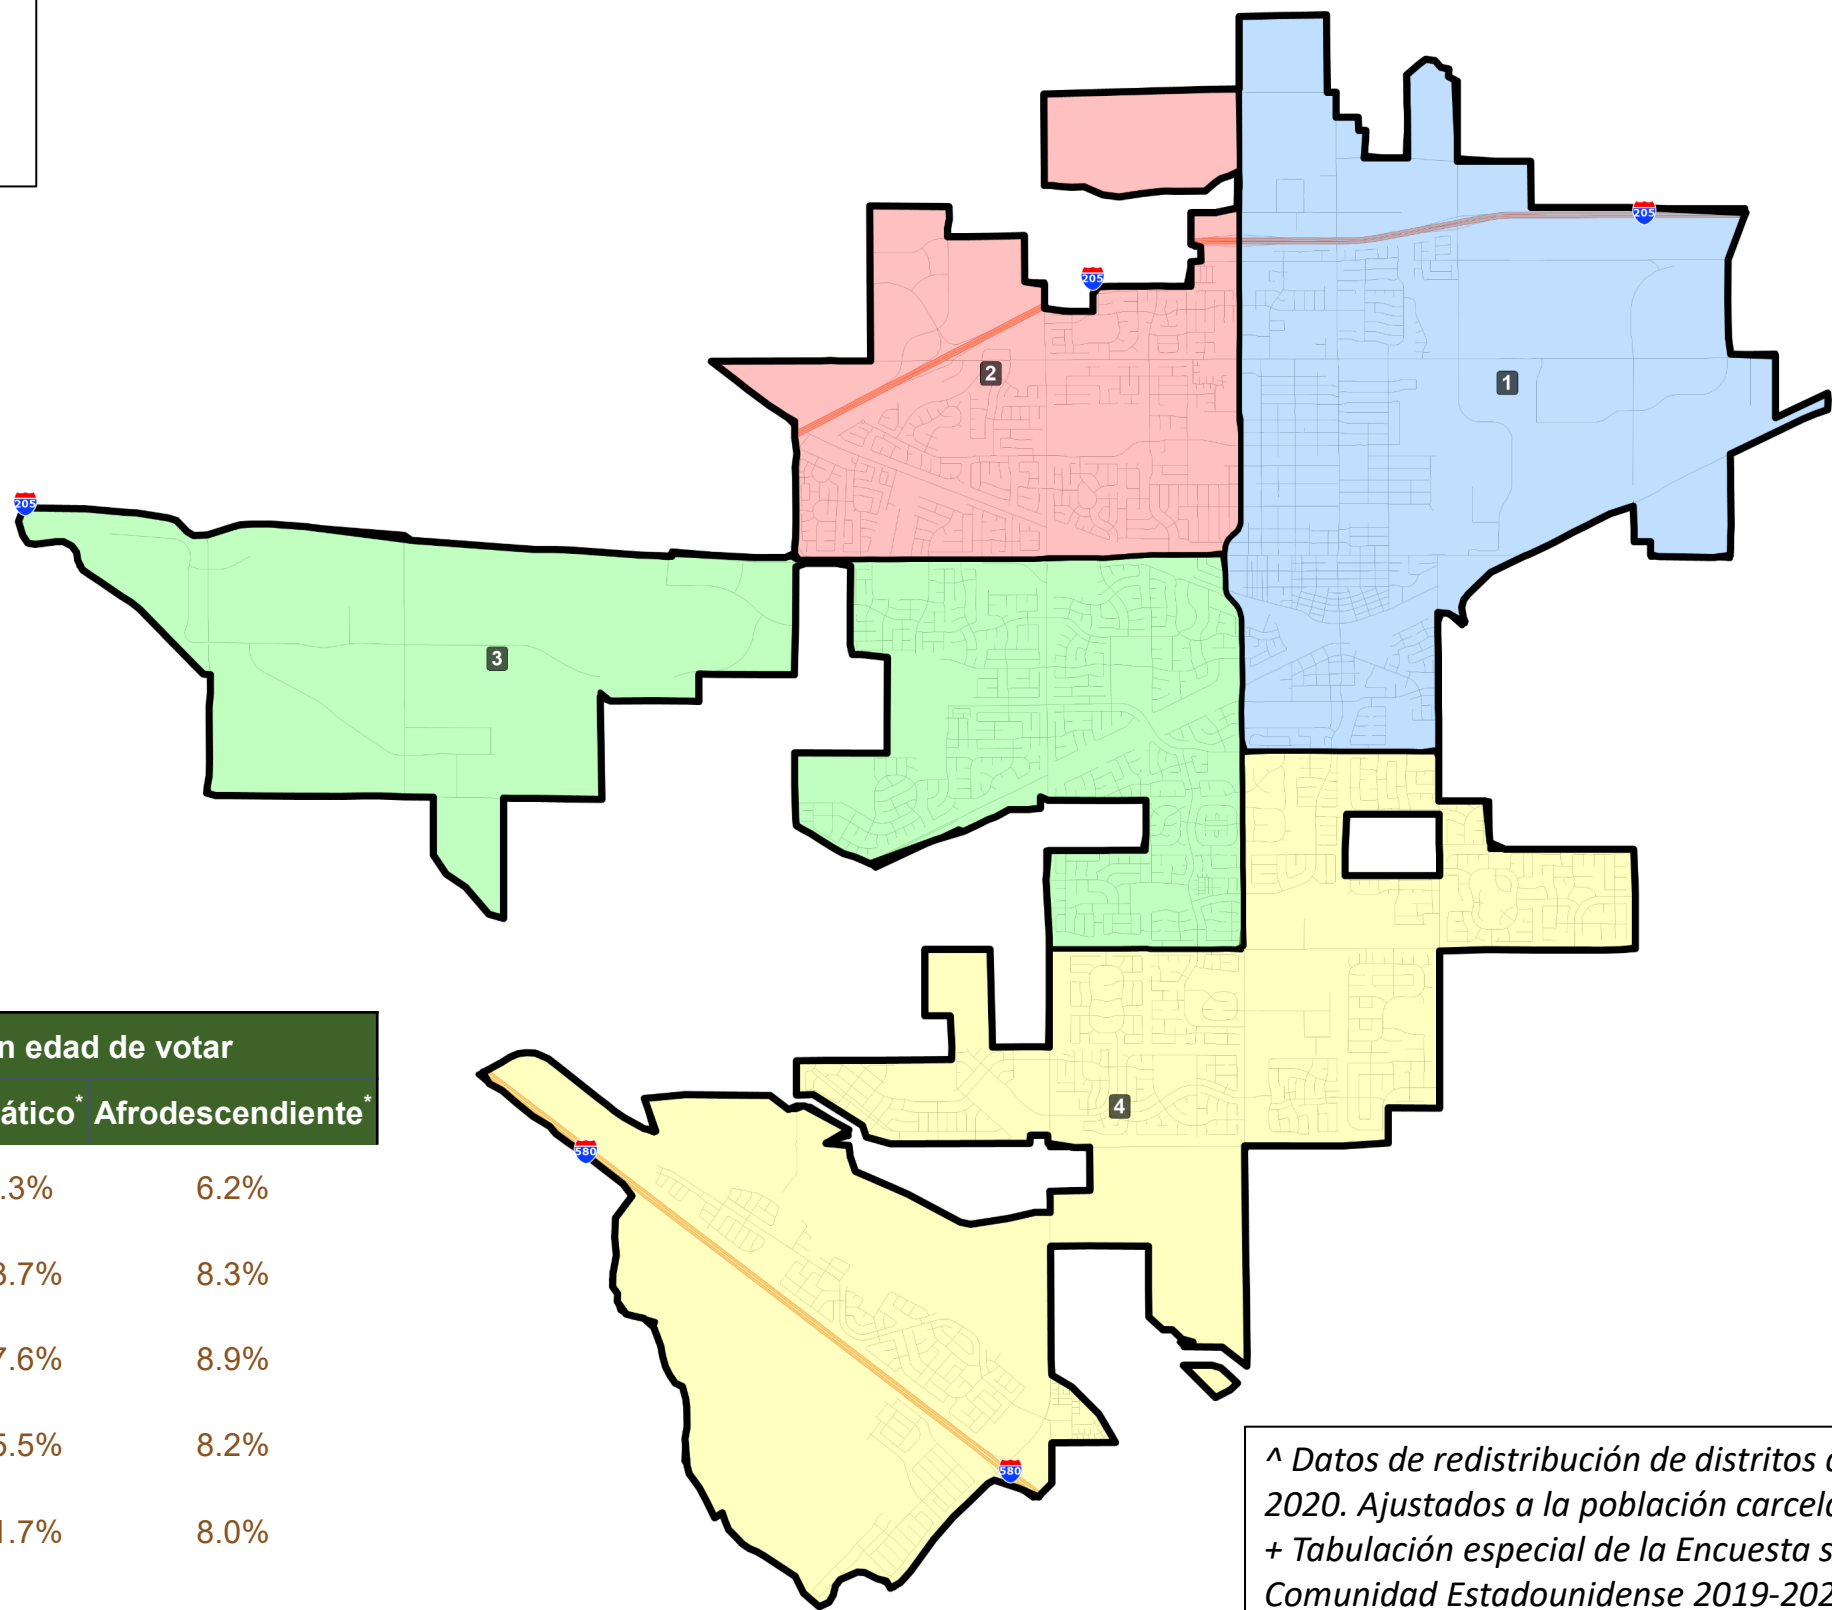 205
205
2
1
205
3
n edad de votar
ático* Afrodescendiente*
4
.3% 6.2%
580
3.7% 8.3%
7.6% 8.9%
5.5% 8.2%
580
1.7% 8.0%
^ Datos de redistribución de distritos
2020. Ajustados a la población carcela
+ Tabulación especial de la Encuesta s
Comunidad Estadounidense 2019-202